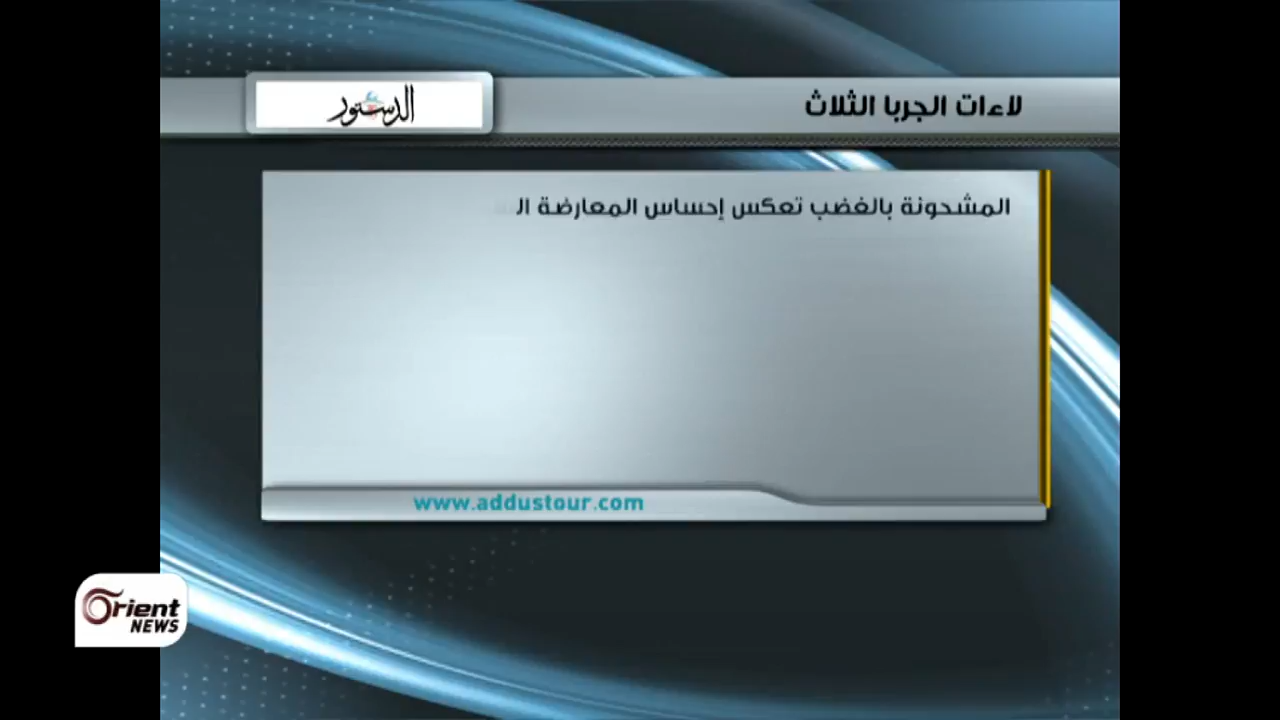 لاءات الجربا الثلاث
الدستور
المشحونة بالغضب تعكس إحساس المعارضة
www.addustour.com
Orient
NEWS